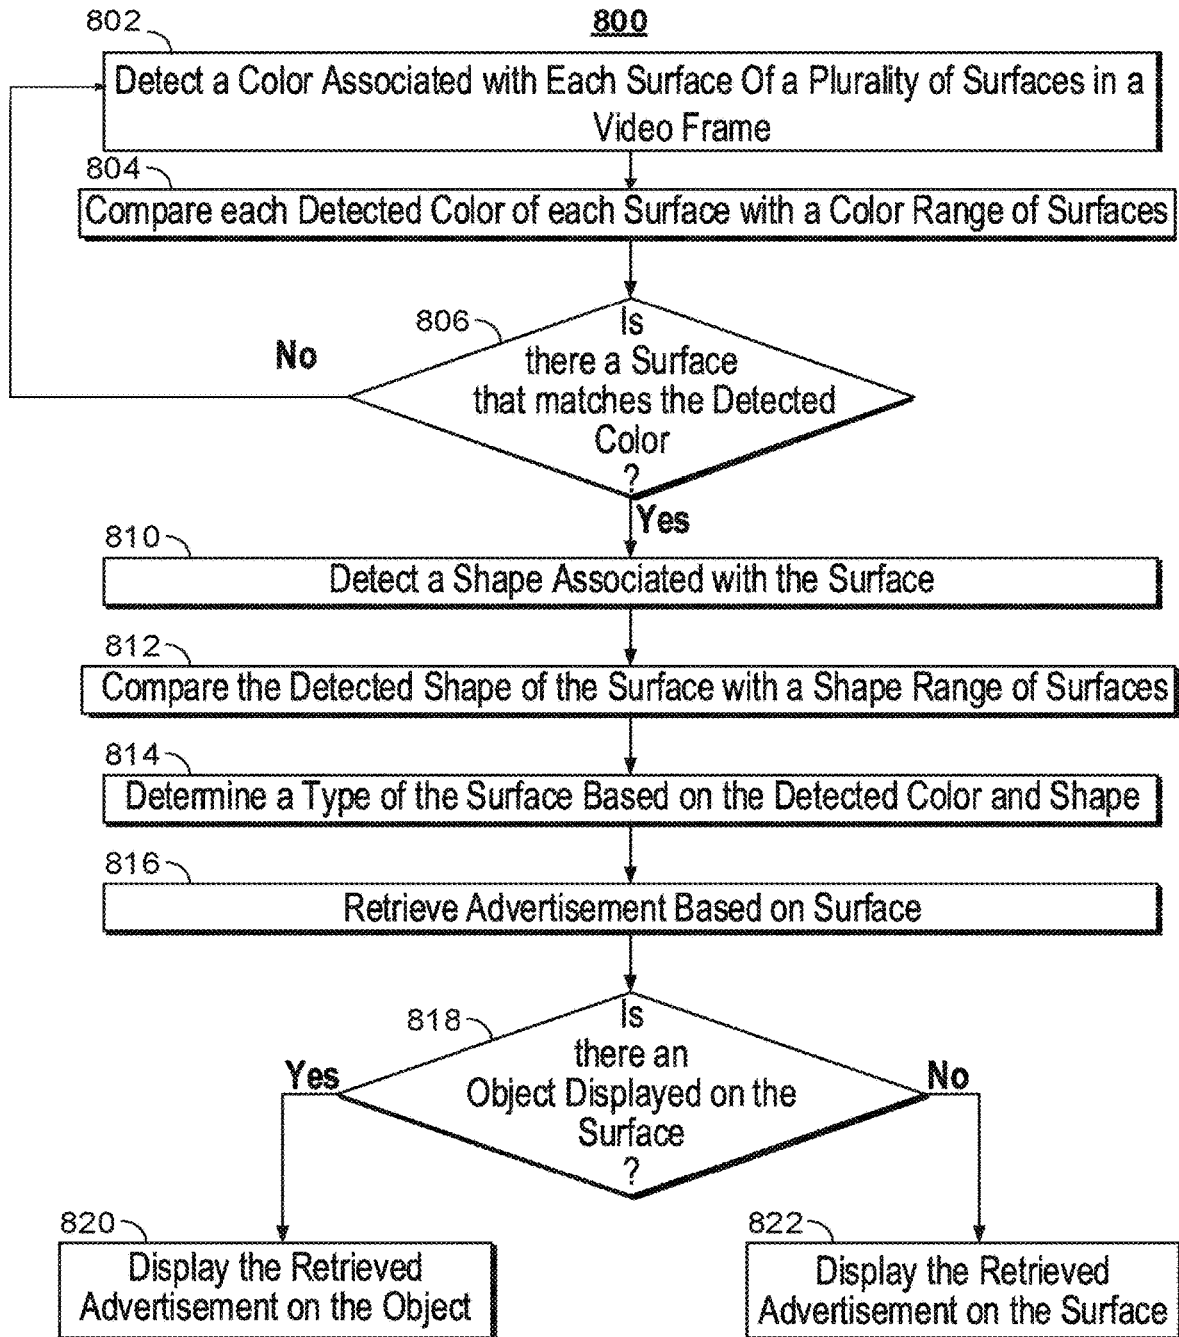 800
802
Detect a Color Associated with Each Surface Of a Plurality of Surfaces in a
Video Frame
804
Compare each Detected Color of each Surface with a Color Range of Surfaces
806
Is
there a Surface
that matches the Detected
Color
?
No
Yes
810
Detect a Shape Associated with the Surface
812
Compare the Detected Shape of the Surface with a Shape Range of Surfaces
814
Determine a Type of the Surface Based on the Detected Color and Shape
816
Retrieve Advertisement Based on Surface
818
Is
there an
Object Displayed on the
Surface
?
Yes
No
820
Display the Retrieved
Advertisement on the Object
822
Display the Retrieved
Advertisement on the Surface